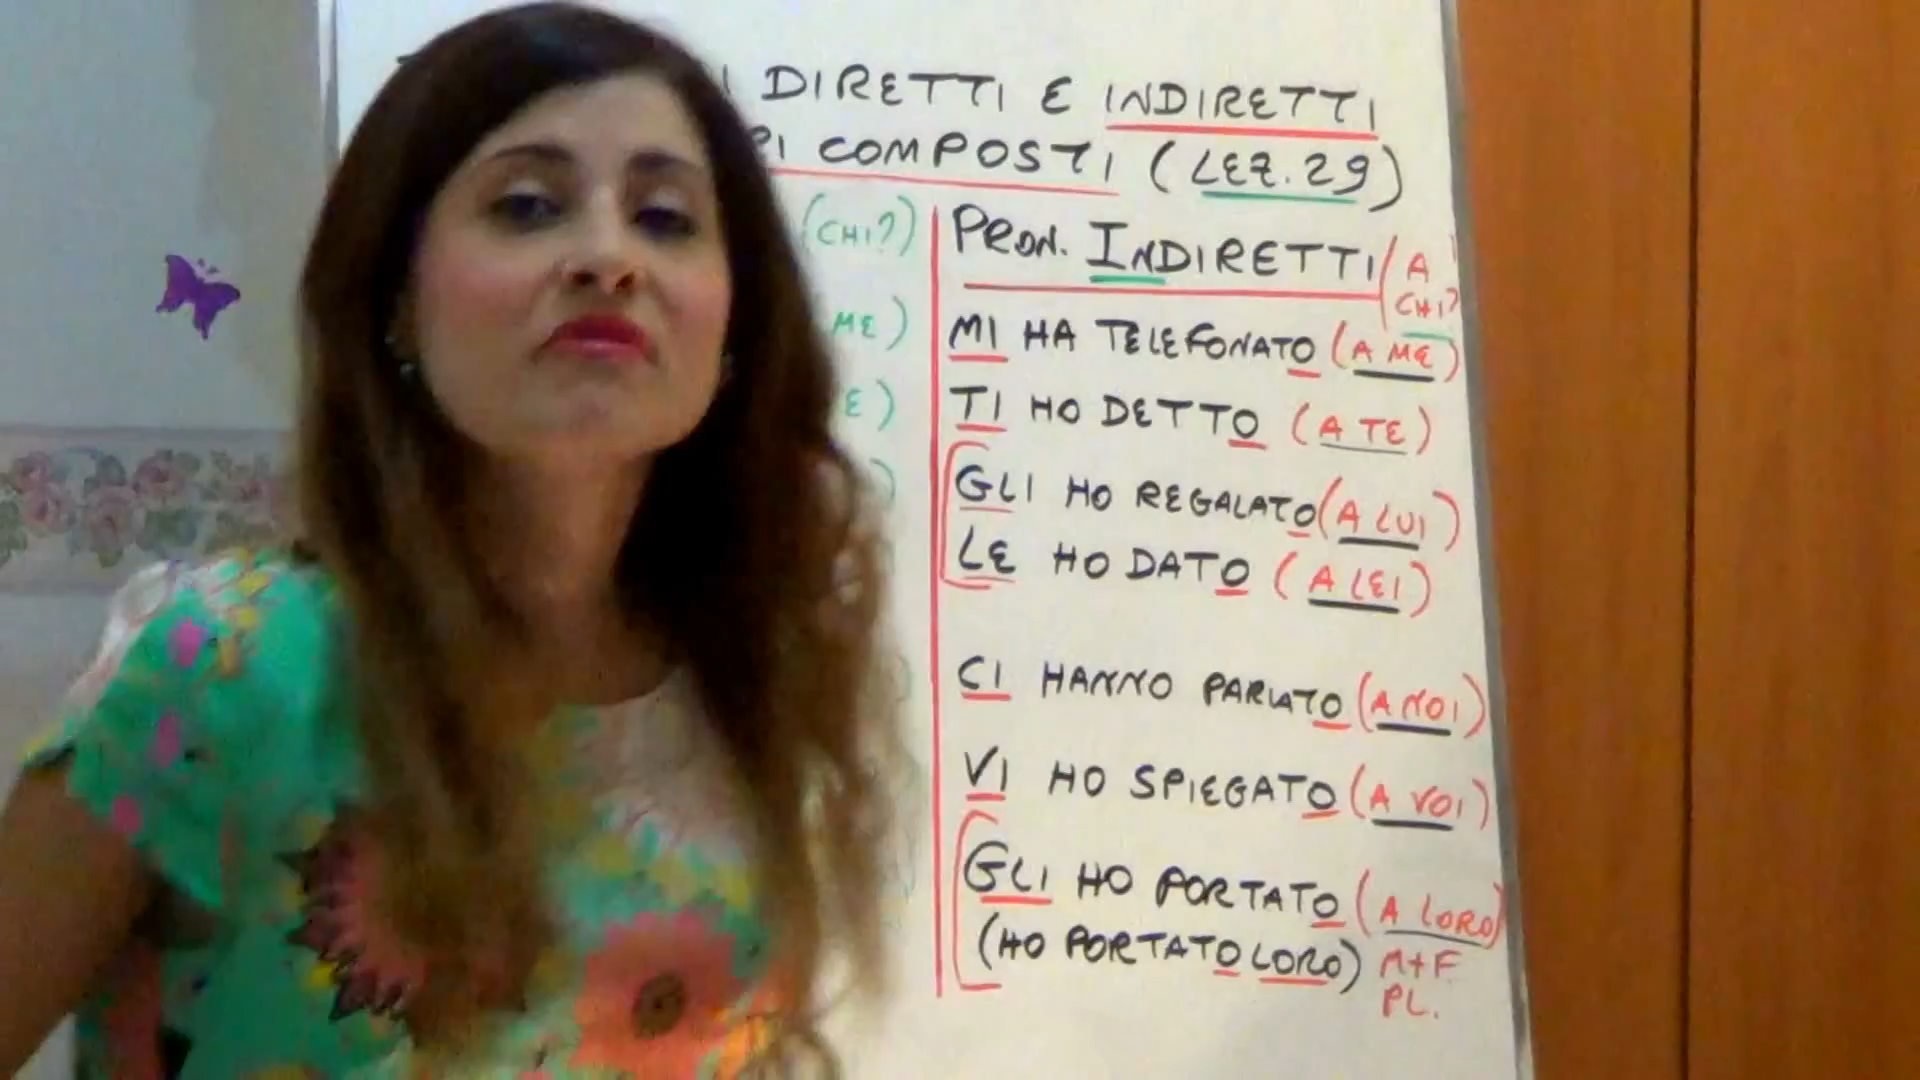 I DIRETTI E INDIRETTI
PI COMPOSTI (LEZ. 29)
(CHI?)
PRON. INDIRETTI (A CHI?
ME)
MI HA TELEFONATO (A ME)
E)
TI HO DETTO (A TE)
)
GLI HO REGALATO (A LUI)
LE HO DATO (A LEI)
CI HANNO PARLATO (A NOI)
VI HO SPIEGATO (A VOI)
GLI HO PORTATO (A LORO)
(HO PORTATO LORO) M+F
PL.